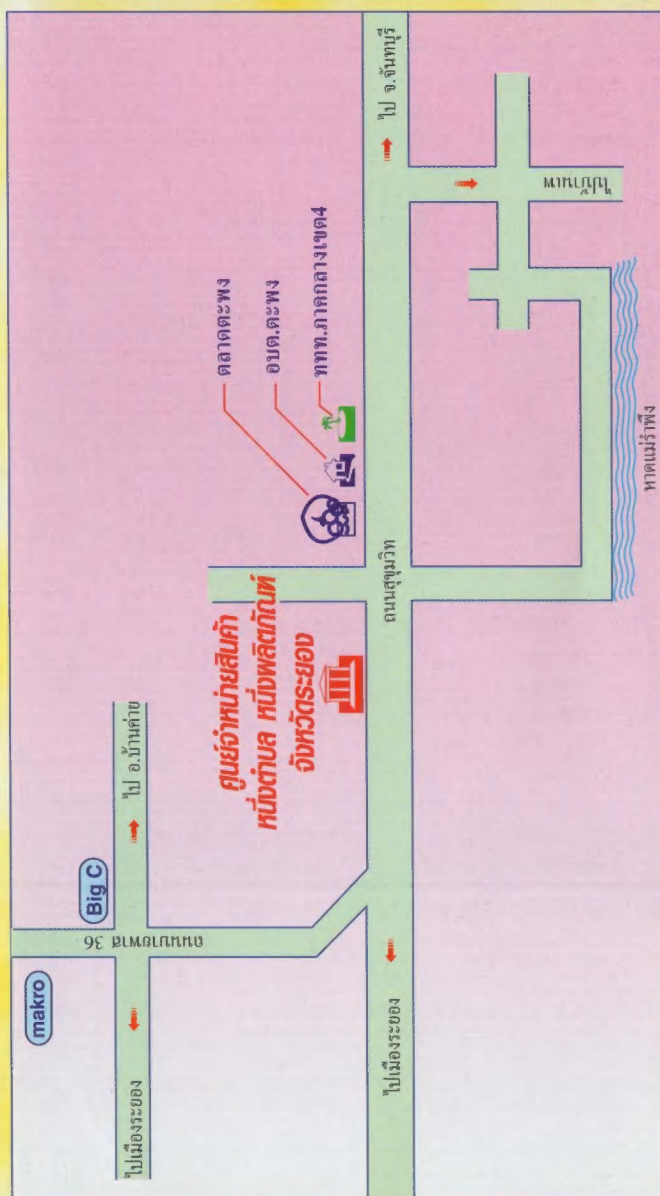 makro
Big C
ไปเมืองระยอง
ไป อ.บ้านค่าย
ถนนบายพาส 36
ศูนย์จำหน่ายสินค้า
หนึ่งตำบล หนึ่งผลิตภัณฑ์
จังหวัดระยอง
ตลาดตะพง
อบต.ตะพง
ททท.ภาคกลางเขต4
ไปเมืองระยอง
ถนนสุขุมวิท
ไป จ.จันทบุรี
ไปบ้านเพ
หาดแม่รำพึง